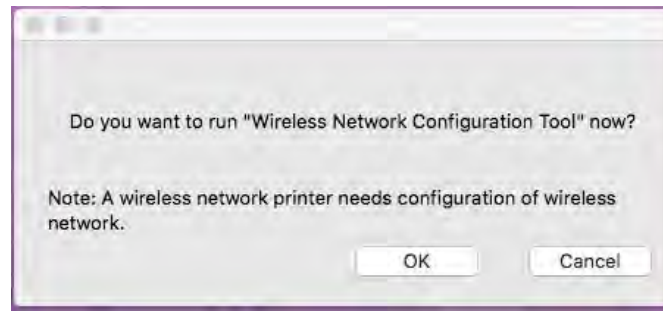 Do you want to run "Wireless Network Configuration Tool" now?
Note: A wireless network printer needs configuration of wireless
network.
OK Cancel